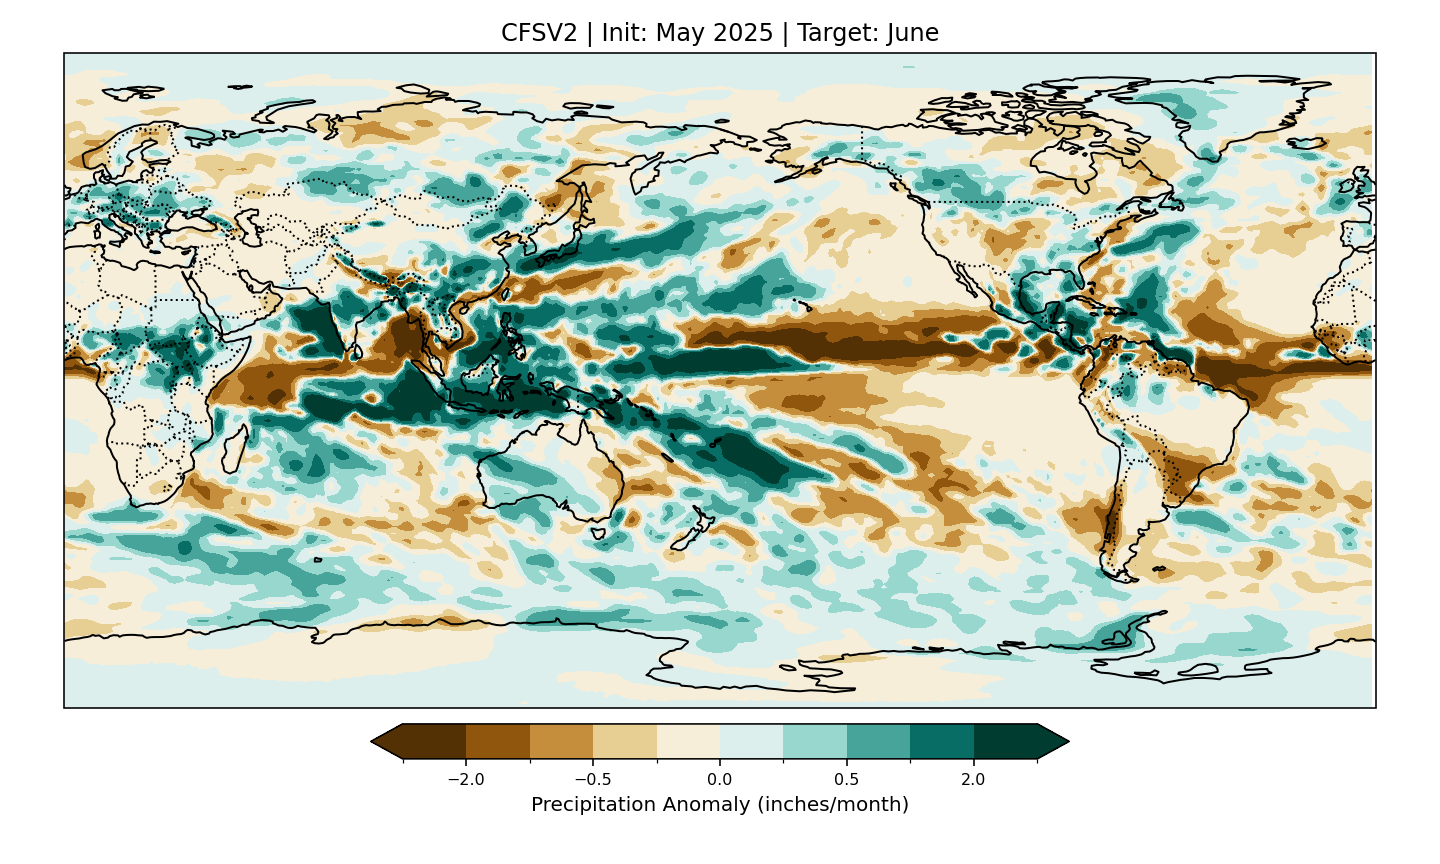 CFSV2 | Init: May 2025 | Target: June
−2.0 −0.5 0.0 0.5 2.0
Precipitation Anomaly (inches/month)